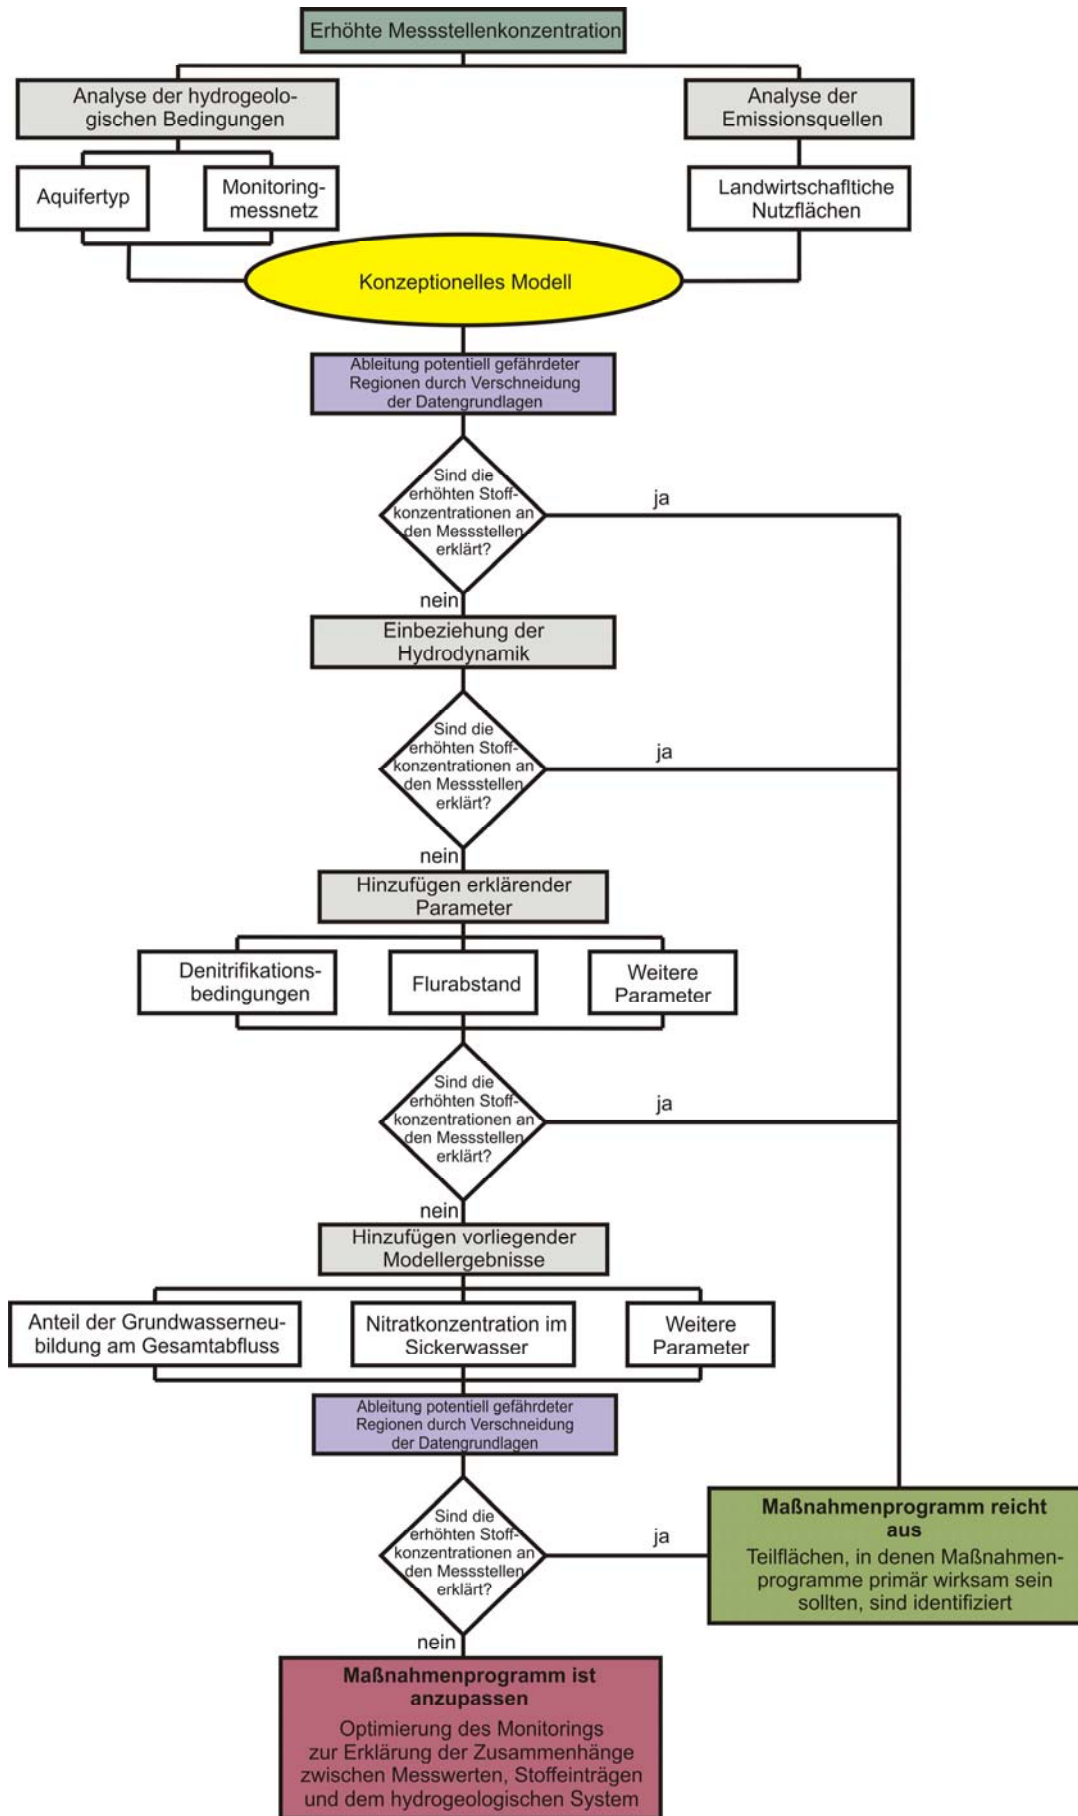 Erhöhte Messstellenkonzentration
Analyse der hydrogeolo-
gischen Bedingungen
Analyse der
Emissionsquellen
Aquifertyp
Monitoring-
messnetz
Landwirtschafltiche
Nutzflächen
Konzeptionelles Modell
Ableitung potentiell gefährdeter
Regionen durch Verschneidung
der Datengrundlagen
Sind die
erhöhten Stoff-
konzentrationen an
den Messstellen
erklärt?
ja
nein
Einbeziehung der
Hydrodynamik
Sind die
erhöhten Stoff-
konzentrationen an
den Messstellen
erklärt?
ja
nein
Hinzufügen erklärender
Parameter
Denitrifikations-
bedingungen
Flurabstand
Weitere
Parameter
Sind die
erhöhten Stoff-
konzentrationen an
den Messstellen
erklärt?
ja
nein
Hinzufügen vorliegender
Modellergebnisse
Anteil der Grundwasserneu-
bildung am Gesamtabfluss
Nitratkonzentration im
Sickerwasser
Weitere
Parameter
Ableitung potentiell gefährdeter
Regionen durch Verschneidung
der Datengrundlagen
Sind die
erhöhten Stoff-
konzentrationen an
den Messstellen
erklärt?
ja
Maßnahmenprogramm reicht
aus
Teilflächen, in denen Maßnahmen-
programme primär wirksam sein
sollten, sind identifiziert
nein
Maßnahmenprogramm ist
anzupassen
Optimierung des Monitorings
zur Erklärung der Zusammenhänge
zwischen Messwerten, Stoffeinträgen
und dem hydrogeologischen System